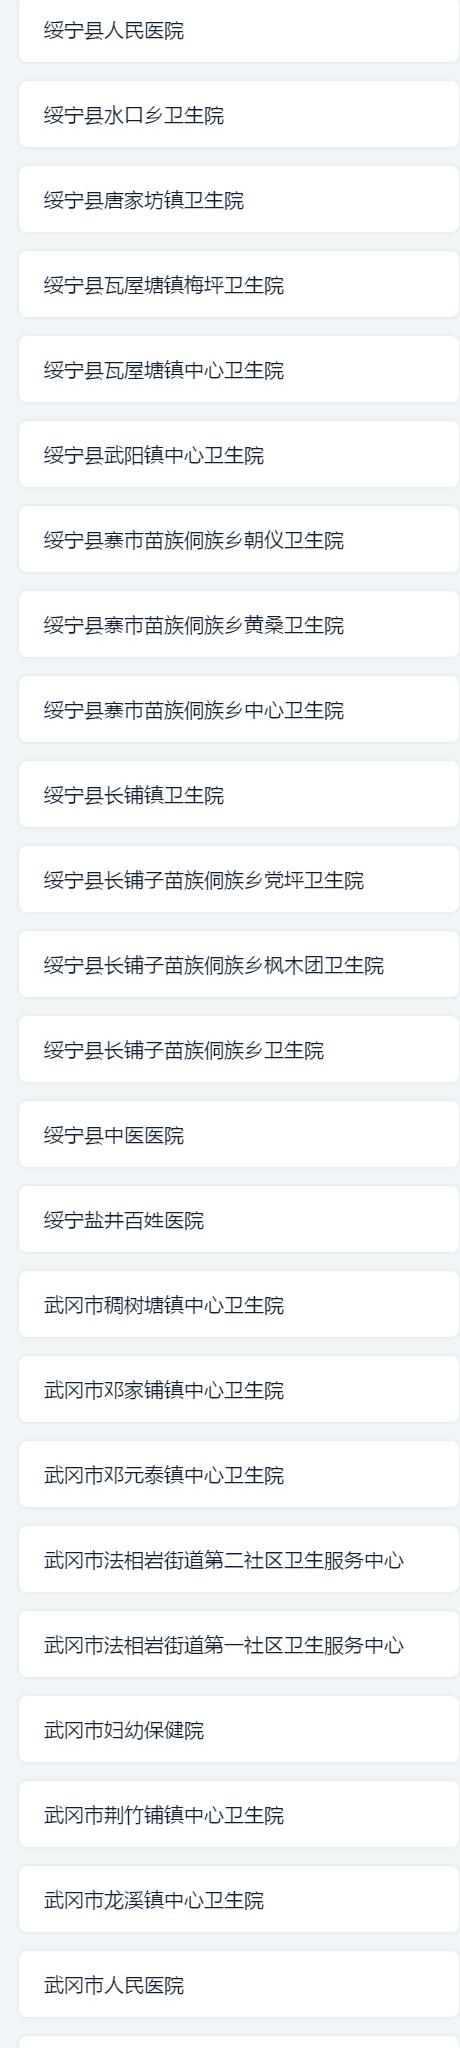 绥宁县人民医院
绥宁县水口乡卫生院
绥宁县唐家坊镇卫生院
绥宁县瓦屋塘镇梅坪卫生院
绥宁县瓦屋塘镇中心卫生院
绥宁县武阳镇中心卫生院
绥宁县寨市苗族侗族乡朝仪卫生院
绥宁县寨市苗族侗族乡黄桑卫生院
绥宁县寨市苗族侗族乡中心卫生院
绥宁县长铺镇卫生院
绥宁县长铺子苗族侗族乡党坪卫生院
绥宁县长铺子苗族侗族乡枫木团卫生院
绥宁县长铺子苗族侗族乡卫生院
绥宁县中医医院
绥宁盐井百姓医院
武冈市稠树塘镇中心卫生院
武冈市邓家铺镇中心卫生院
武冈市邓元泰镇中心卫生院
武冈市法相岩街道第二社区卫生服务中心
武冈市法相岩街道第一社区卫生服务中心
武冈市妇幼保健院
武冈市荆竹铺镇中心卫生院
武冈市龙溪镇中心卫生院
武冈市人民医院